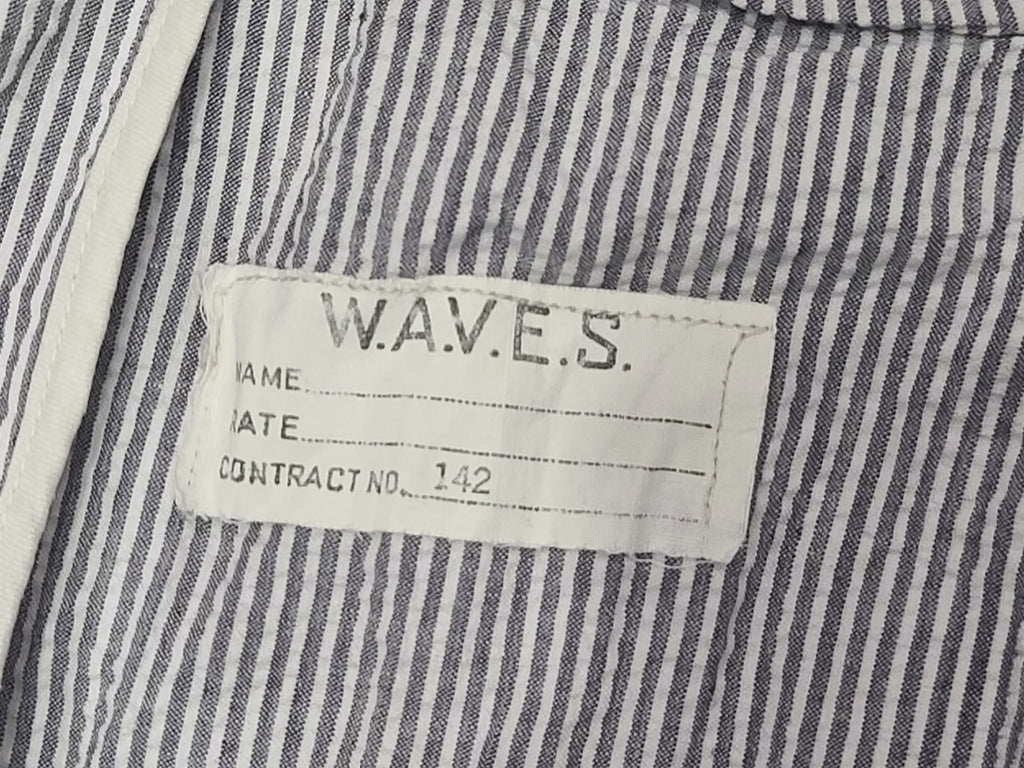 W.A.V.E.S.
NAME
RATE
CONTRACT NO. 142